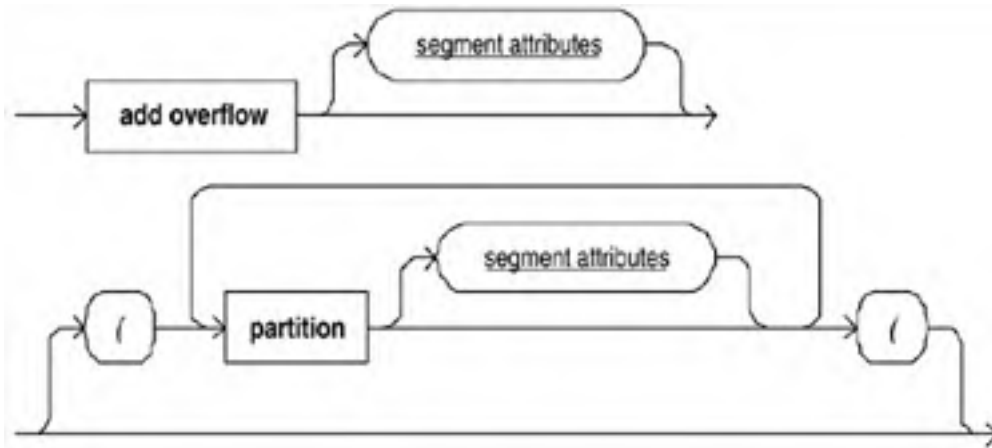 segment attributes
add overflow
segment attributes
( partition (